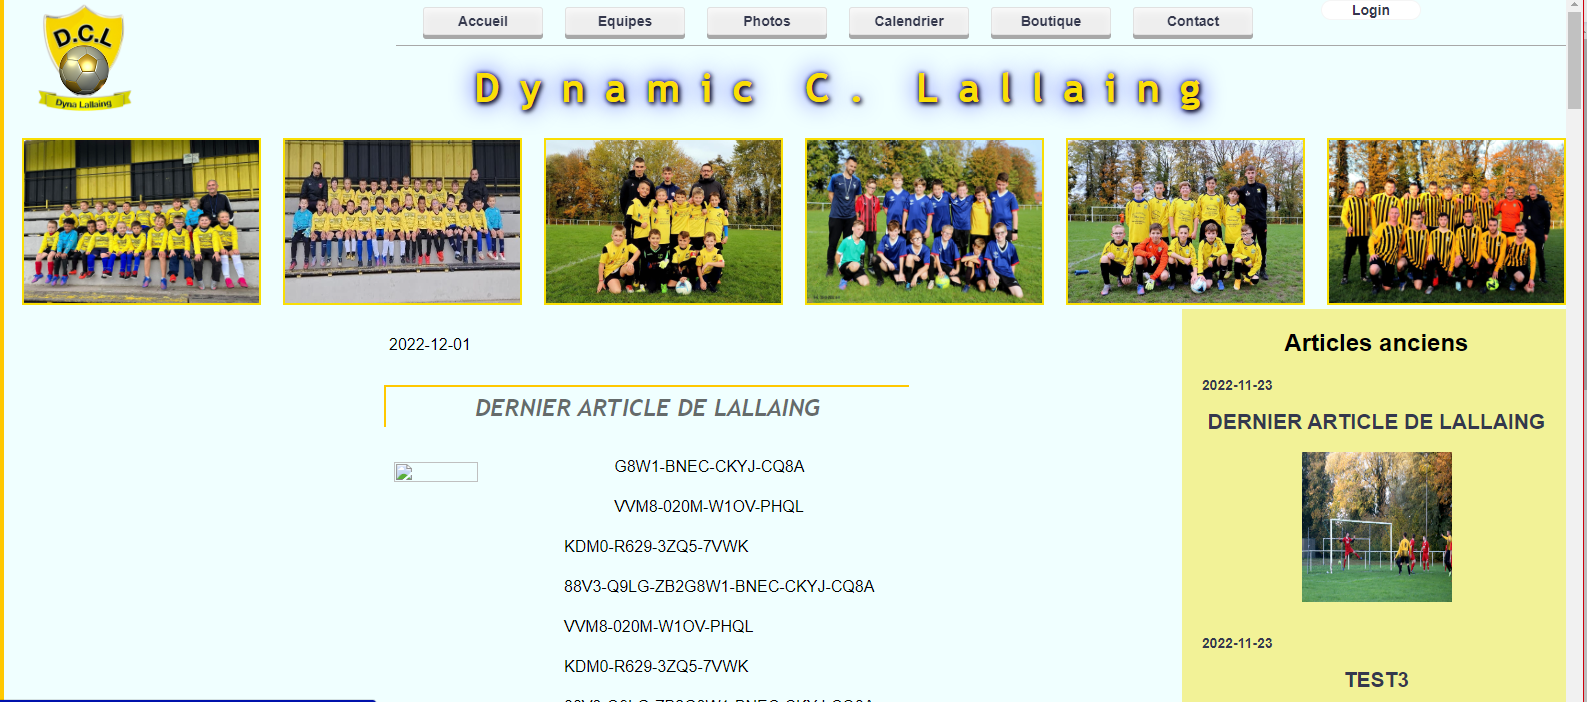 D.C.L
Dyna Lallaing
Accueil
Equipes
Photos
Calendrier
Boutique
Contact
Login
Dynamic C. Lallaing
2022-12-01
DERNIER ARTICLE DE LALLAING
G8W1-BNEC-CKYJ-CQ8A
VVM8-020M-W1OV-PHQL
KDM0-R629-3ZQ5-7VWK
88V3-Q9LG-ZB2G8W1-BNEC-CKYJ-CQ8A
VVM8-020M-W1OV-PHQL
KDM0-R629-3ZQ5-7VWK
Articles anciens
2022-11-23
DERNIER ARTICLE DE LALLAING
2022-11-23
TEST3